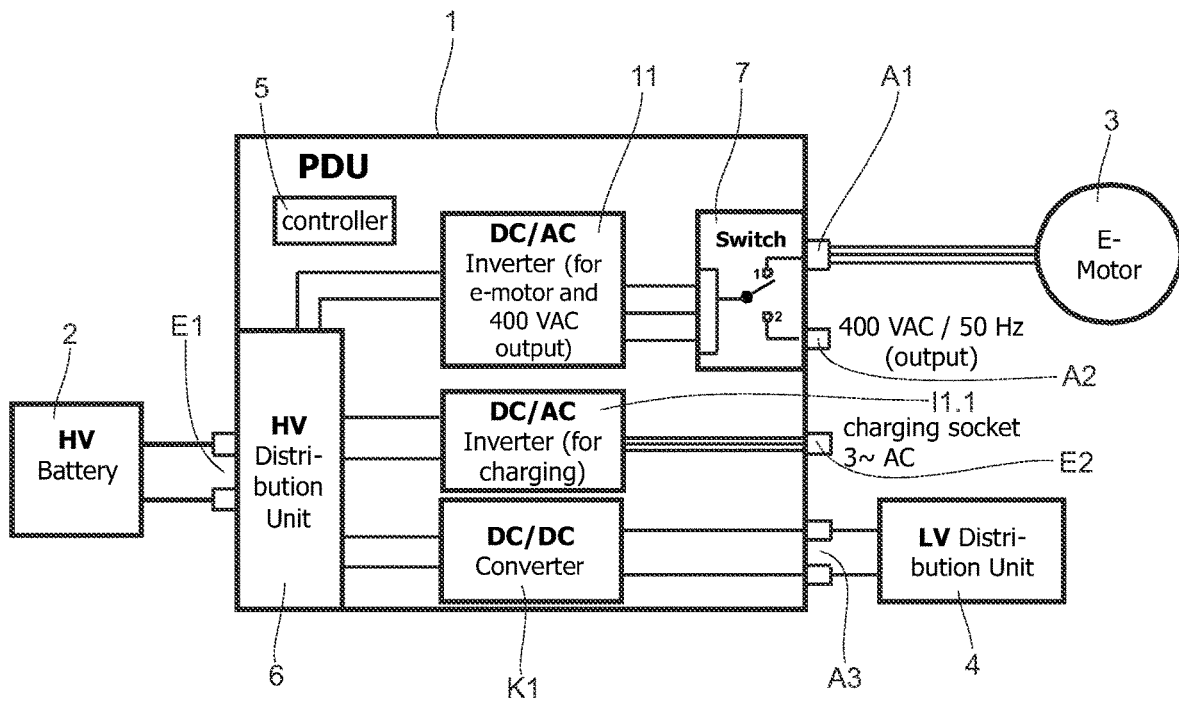 1
5
11
7
A1
3
PDU
controller
DC/AC
Inverter (for
e-motor and
400 VAC
output)
Switch
1
2
E-
Motor
2
E1
400 VAC / 50 Hz
(output)
A2
HV
Battery
HV
Distri-
bution
Unit
DC/AC
Inverter (for
charging)
I1.1
charging socket
3~ AC
E2
DC/DC
Converter
LV Distri-
bution Unit
6
K1
A3
4